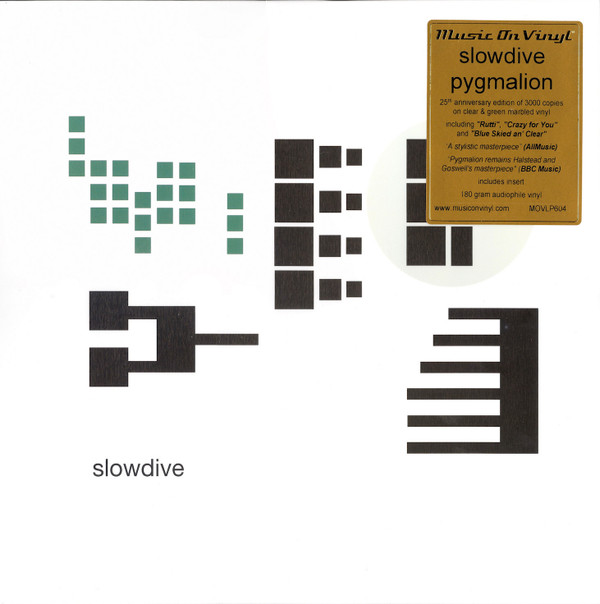 Music On Vinyl
slowdive
pygmalion
25th anniversary edition of 3000 copies
on clear & green marbled vinyl
including "Rutti", "Crazy for You"
and "Blue Skied an' Clear"
'A stylistic masterpiece' (AllMusic)
'Pygmalion remains Halstead and
Goswell's masterpiece" (BBC Music)
includes insert
180 gram audiophile vinyl
www.musiconvinyl.com MOVLP604
slowdive